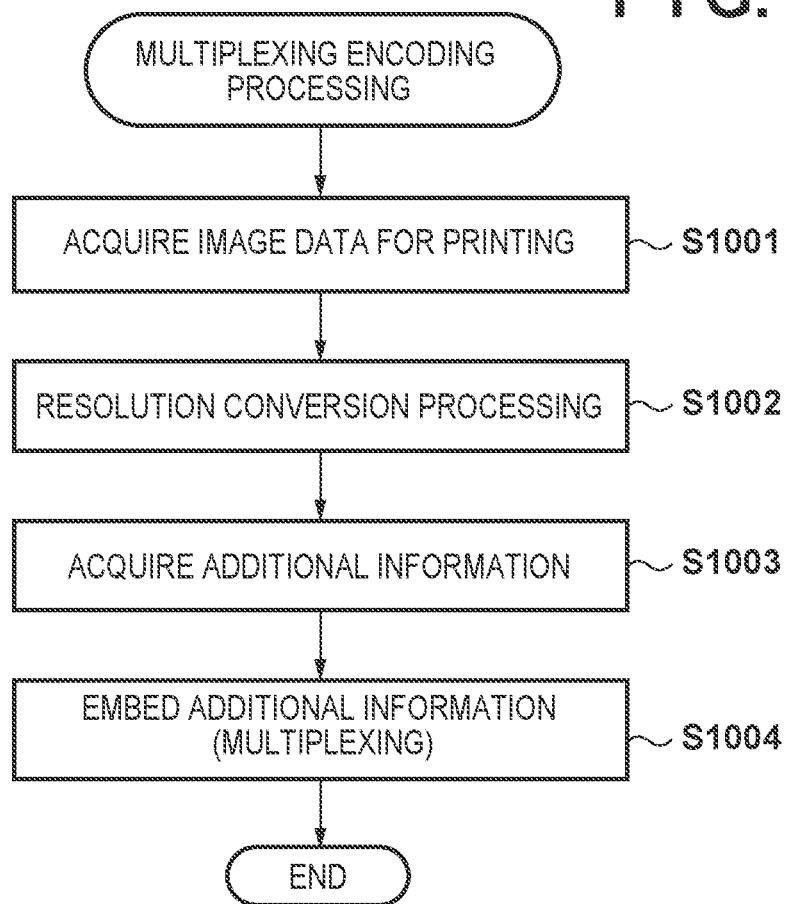 FIG.
MULTIPLEXING ENCODING
PROCESSING
ACQUIRE IMAGE DATA FOR PRINTING
S1001
RESOLUTION CONVERSION PROCESSING
S1002
ACQUIRE ADDITIONAL INFORMATION
S1003
EMBED ADDITIONAL INFORMATION
(MULTIPLEXING)
S1004
END